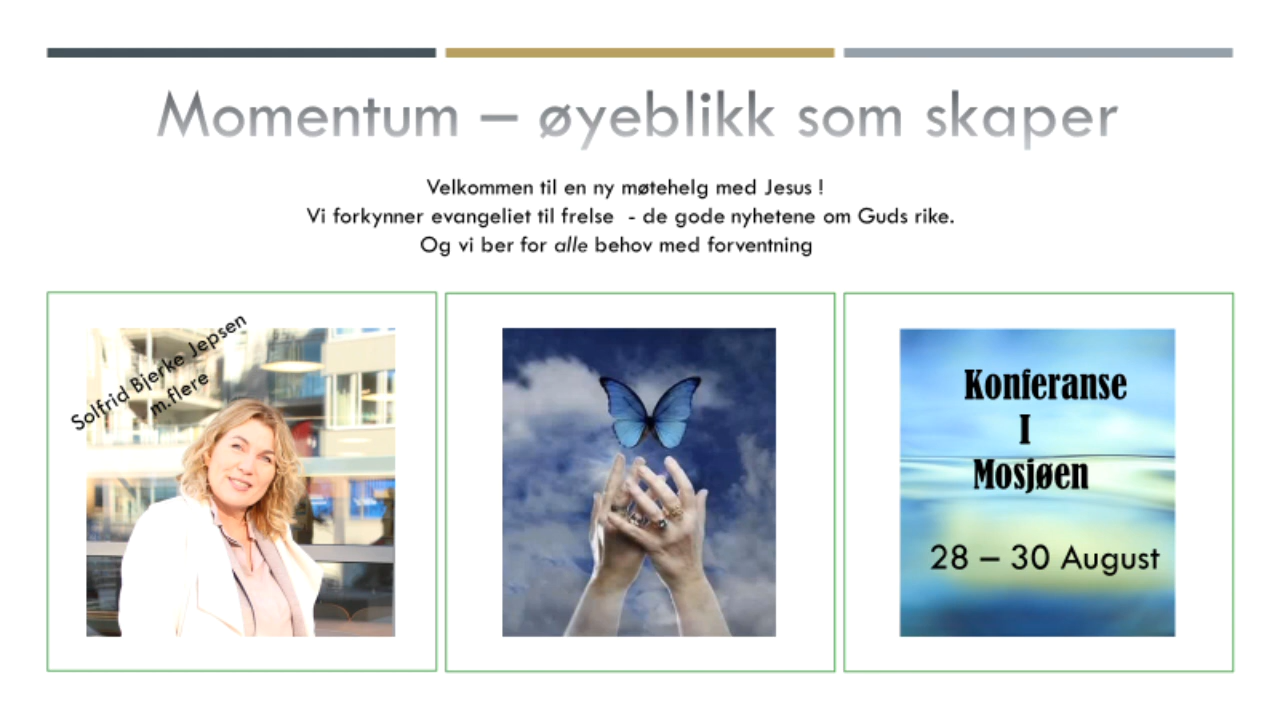 Momentum – øyeblikk som skaper
Velkommen til en ny møtehelg med Jesus !
Vi forkynner evangeliet til frelse  - de gode nyhetene om Guds rike.
Og vi ber for alle behov med forventning
Solfrid Bjerke Jepsen
m.flere
Konferanse
I
Mosjøen
28 – 30 August